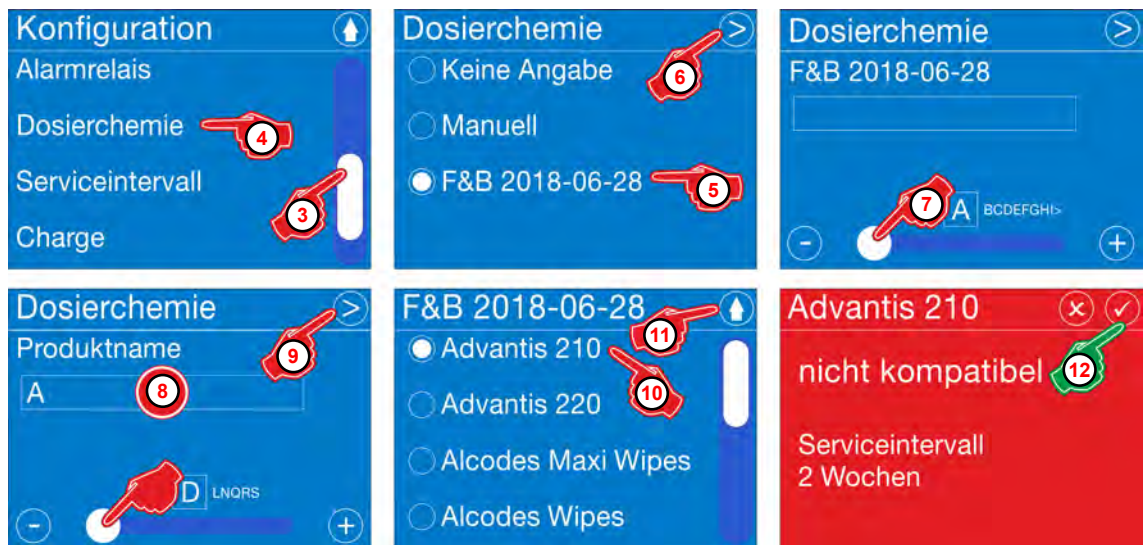 Konfiguration
Alarmrelais
Dosierchemie 4
Serviceintervall
3
Charge
Dosierchemie >
Keine Angabe 6
Manuell
F&B 2018-06-28 5
Dosierchemie >
F&B 2018-06-28
7 A BCDEFGHI>
- +
Dosierchemie >
Produktname 9
A 8
D LNQRS
- +
F&B 2018-06-28
11
Advantis 210
10
Advantis 220
Alcodes Maxi Wipes
Alcodes Wipes
Advantis 210 × ✓
nicht kompatibel 12
Serviceintervall
2 Wochen